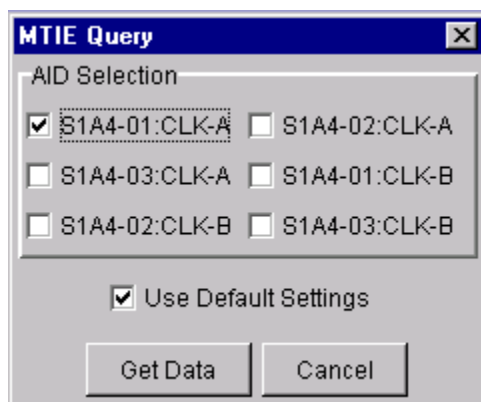 MTIE Query
AID Selection
S1A4-01:CLK-A S1A4-02:CLK-A
S1A4-03:CLK-A S1A4-01:CLK-B
S1A4-02:CLK-B S1A4-03:CLK-B
Use Default Settings
Get Data Cancel